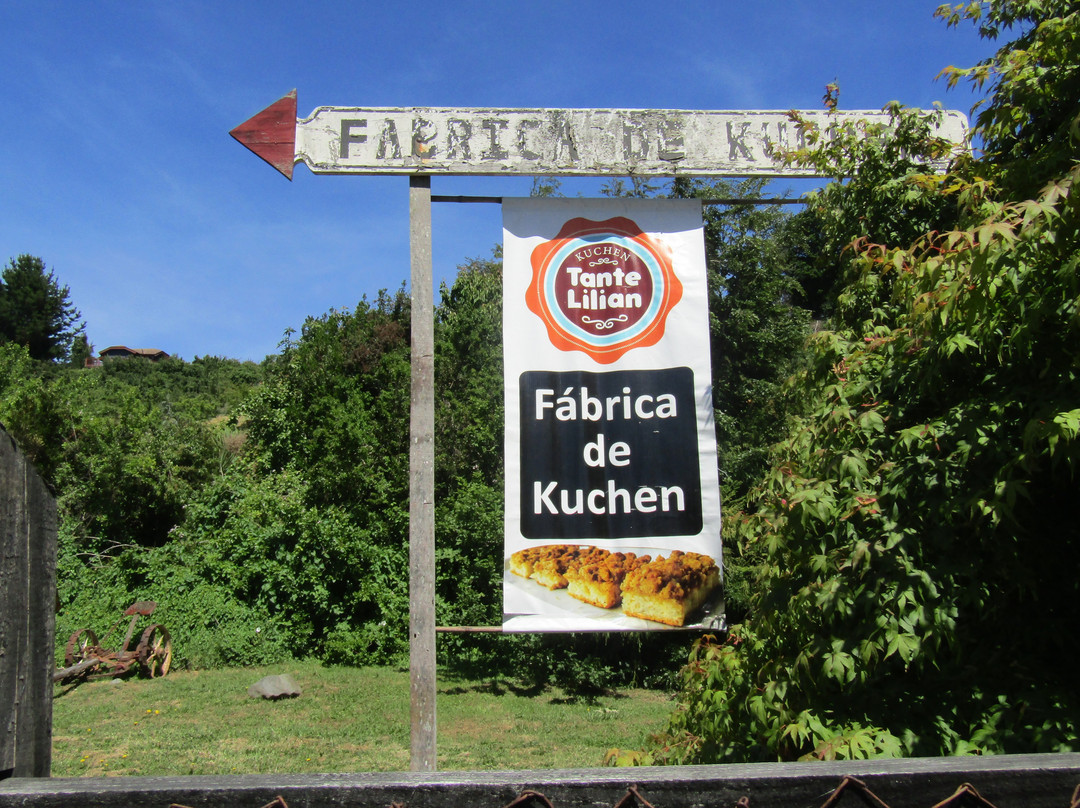 FABRICA DE KU
KUCHEN
Tante
Lilian
Fábrica
de
Kuchen